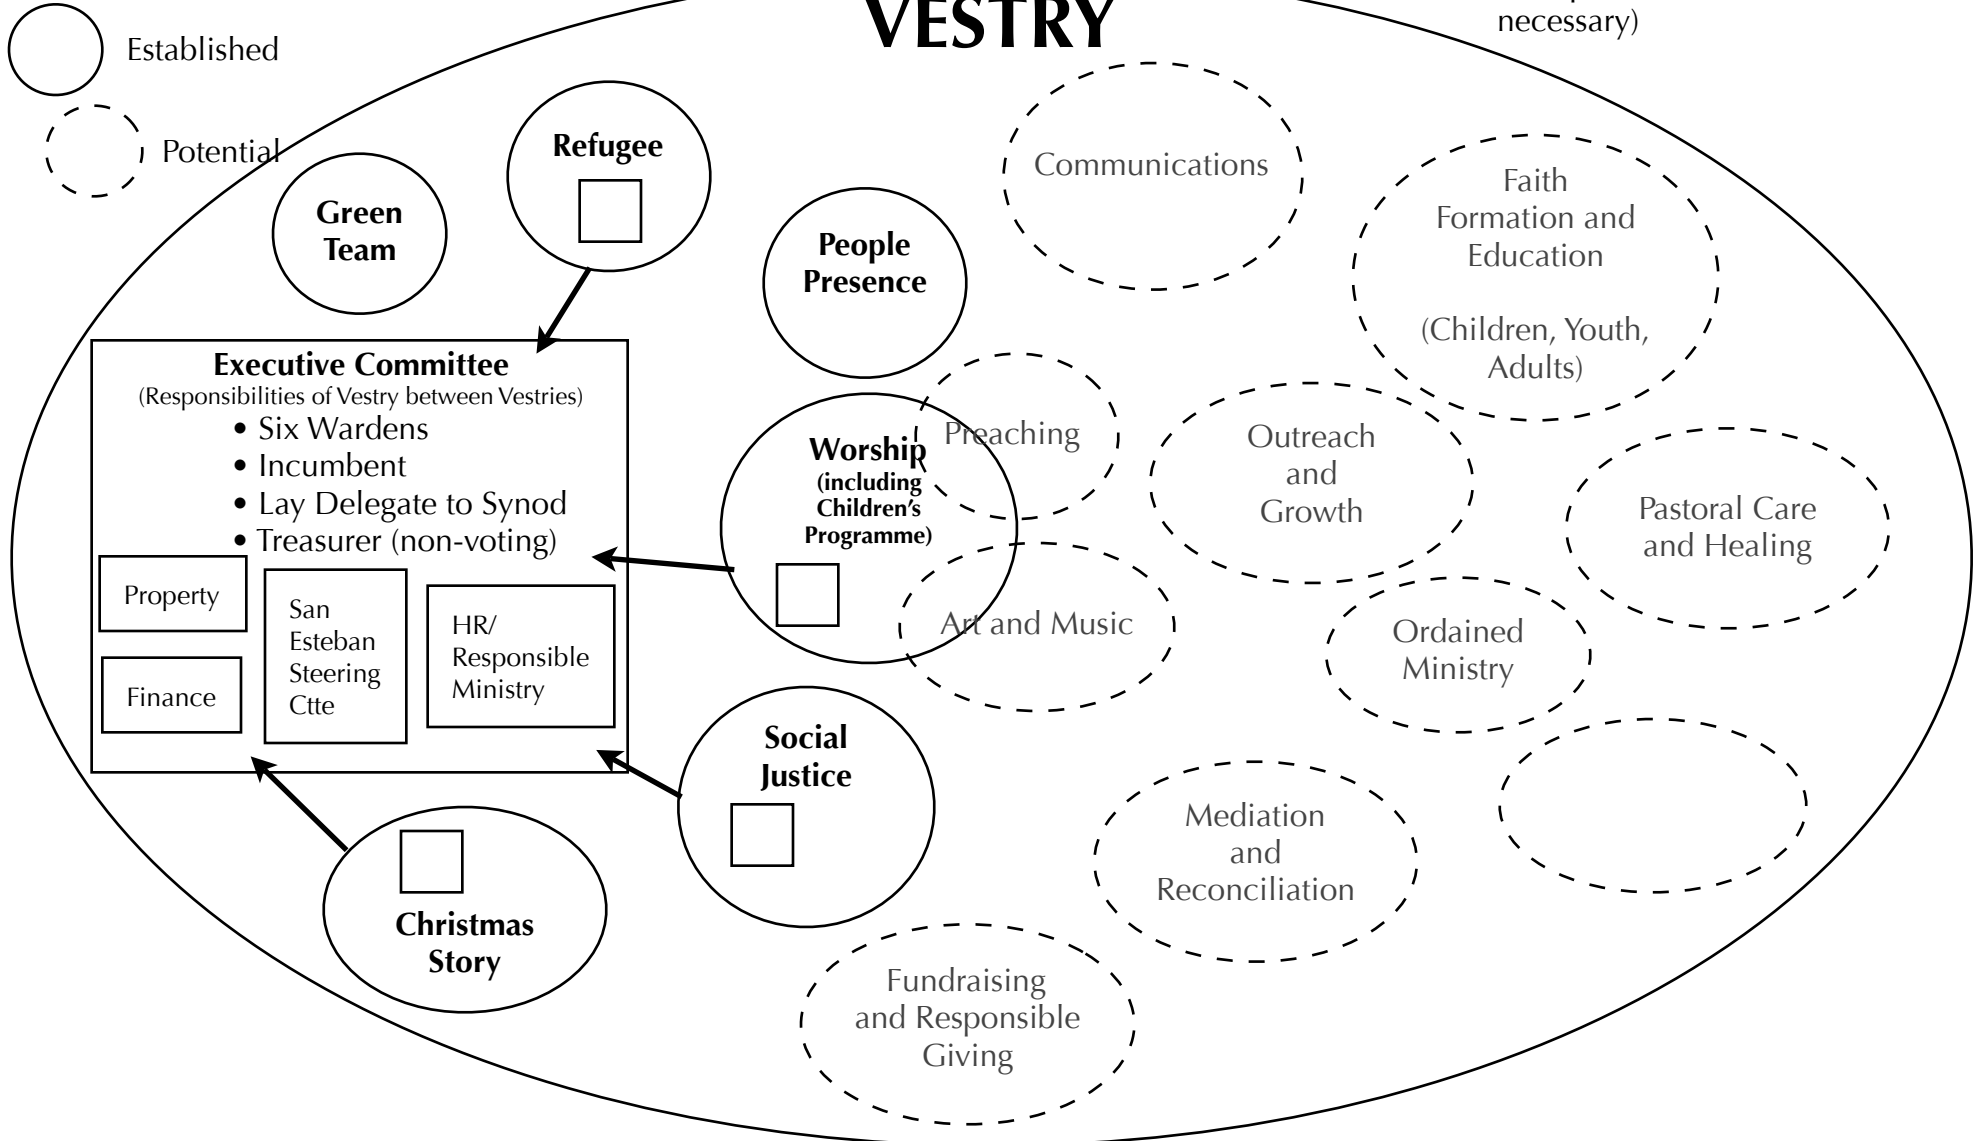 VESTRY
necessary)
Established
Potential
Green
Team
Refugee
People
Presence
Communications
Faith
Formation and
Education
(Children, Youth,
Adults)
Executive Committee
(Responsibilities of Vestry between Vestries)
• Six Wardens
• Incumbent
• Lay Delegate to Synod
• Treasurer (non-voting)
Property
Finance
San
Esteban
Steering
Ctte
HR/
Responsible
Ministry
Worship
(including
Children’s
Programme)
Preaching
Art and Music
Outreach
and
Growth
Pastoral Care
and Healing
Ordained
Ministry
Social
Justice
Christmas
Story
Mediation
and
Reconciliation
Fundraising
and Responsible
Giving